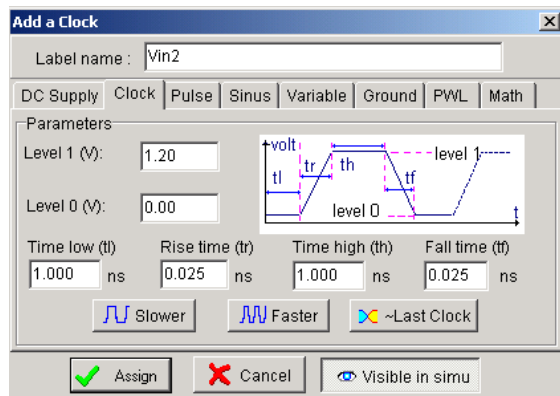 Add a Clock
Label name : Vin2
DC Supply Clock Pulse Sinus Variable Ground PWL Math
Parameters
Level 1 (V): 1.20
Level 0 (V): 0.00
volt
tl tr th tf level 1
level 0 t
Time low (tl) Rise time (tr) Time high (th) Fall time (tf)
1.000 ns 0.025 ns 1.000 ns 0.025 ns
Slower Faster ~Last Clock
Assign Cancel Visible in simu